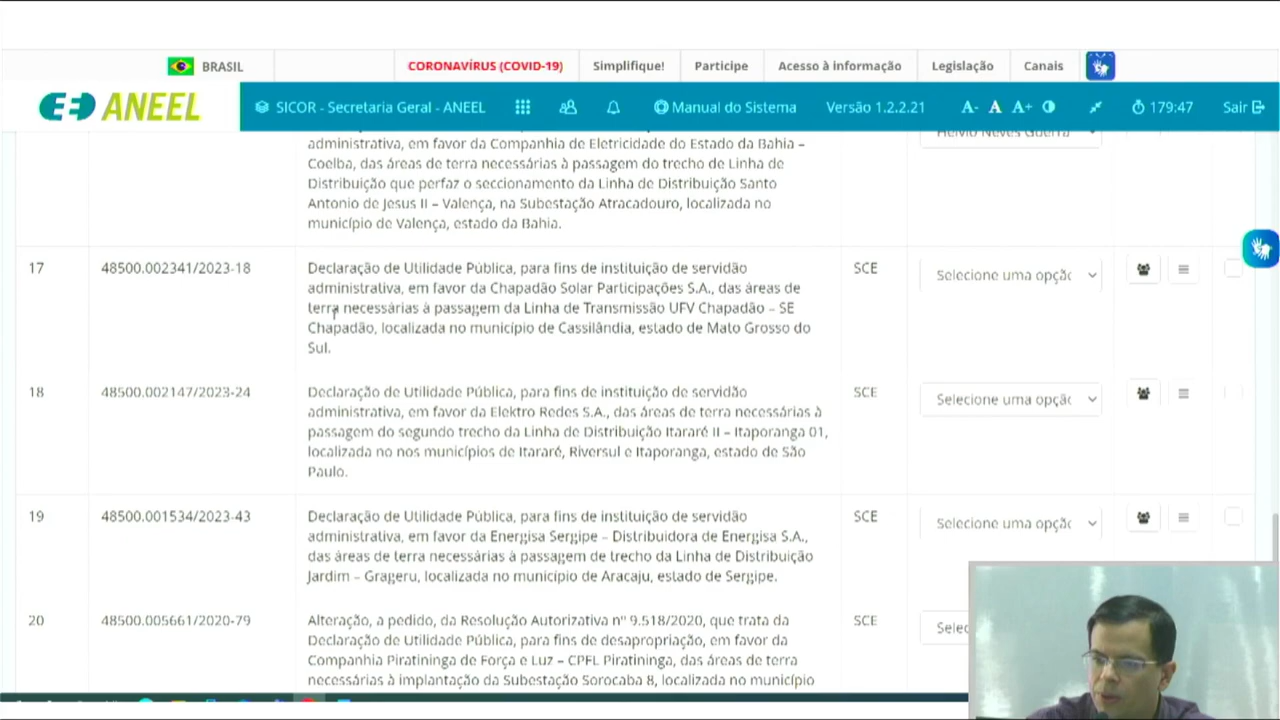 BRASIL
CORONAVÍRUS (COVID-19)
Simplifique!
Participe
Acesso à informação
Legislação
Canais
ANEEL
SICOR - Secretaria Geral - ANEEL
Manual do Sistema
Versão 1.2.2.21
A-
A
A+
179:47
Sair
administrativa, em favor da Companhia de Eletricidade do Estado da Bahia –
Coelba, das áreas de terra necessárias à passagem do trecho de Linha de
Distribuição que perfaz o seccionamento da Linha de Distribuição Santo
Antonio de Jesus II – Valença, na Subestação Atracadouro, localizada no
município de Valença, estado da Bahia.
Helvio Neves Guerra
17
48500.002341/2023-18
Declaração de Utilidade Pública, para fins de instituição de servidão
administrativa, em favor da Chapadão Solar Participações S.A., das áreas de
terra necessárias à passagem da Linha de Transmissão UFV Chapadão – SE
Chapadão, localizada no município de Cassilândia, estado de Mato Grosso do
Sul.
SCE
Selecione uma opçã
18
48500.002147/2023-24
Declaração de Utilidade Pública, para fins de instituição de servidão
administrativa, em favor da Elektro Redes S.A., das áreas de terra necessárias à
passagem do segundo trecho da Linha de Distribuição Itararé II – Itaporanga 01,
localizada no nos municípios de Itararé, Riversul e Itaporanga, estado de São
Paulo.
SCE
Selecione uma opçã
19
48500.001534/2023-43
Declaração de Utilidade Pública, para fins de instituição de servidão
administrativa, em favor da Energisa Sergipe – Distribuidora de Energisa S.A.,
das áreas de terra necessárias à passagem de trecho da Linha de Distribuição
Jardim – Grageru, localizada no município de Aracaju, estado de Sergipe.
SCE
Selecione uma opçã
20
48500.005661/2020-79
Alteração, a pedido, da Resolução Autorizativa nº 9.518/2020, que trata da
Declaração de Utilidade Pública, para fins de desapropriação, em favor da
Companhia Piratininga de Força e Luz – CPFL Piratininga, das áreas de terra
necessárias à implantação da Subestação Sorocaba 8, localizada no município
SCE
Selec